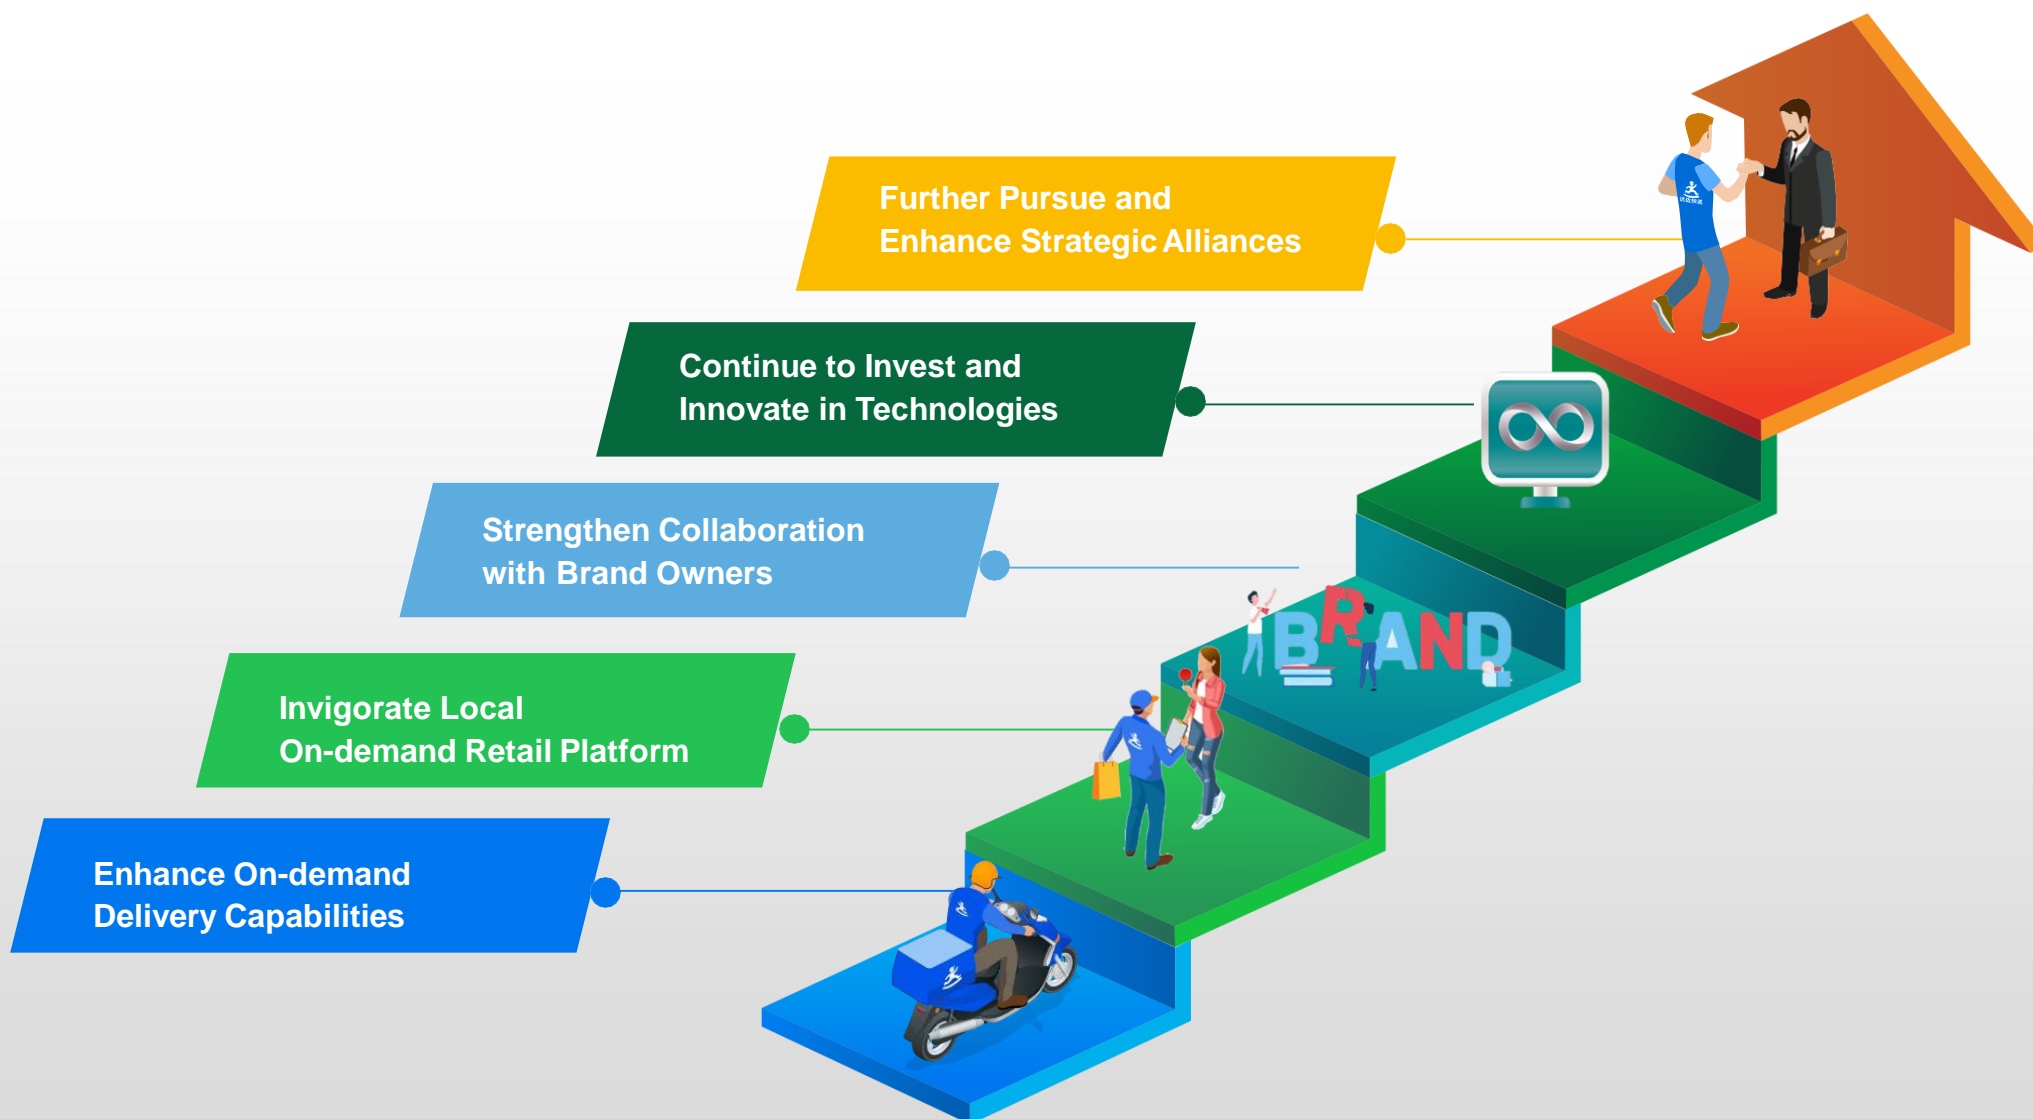 Further Pursue and
Enhance Strategic Alliances
Continue to Invest and
Innovate in Technologies
Strengthen Collaboration
with Brand Owners
BRAND
Invigorate Local
On-demand Retail Platform
Enhance On-demand
Delivery Capabilities